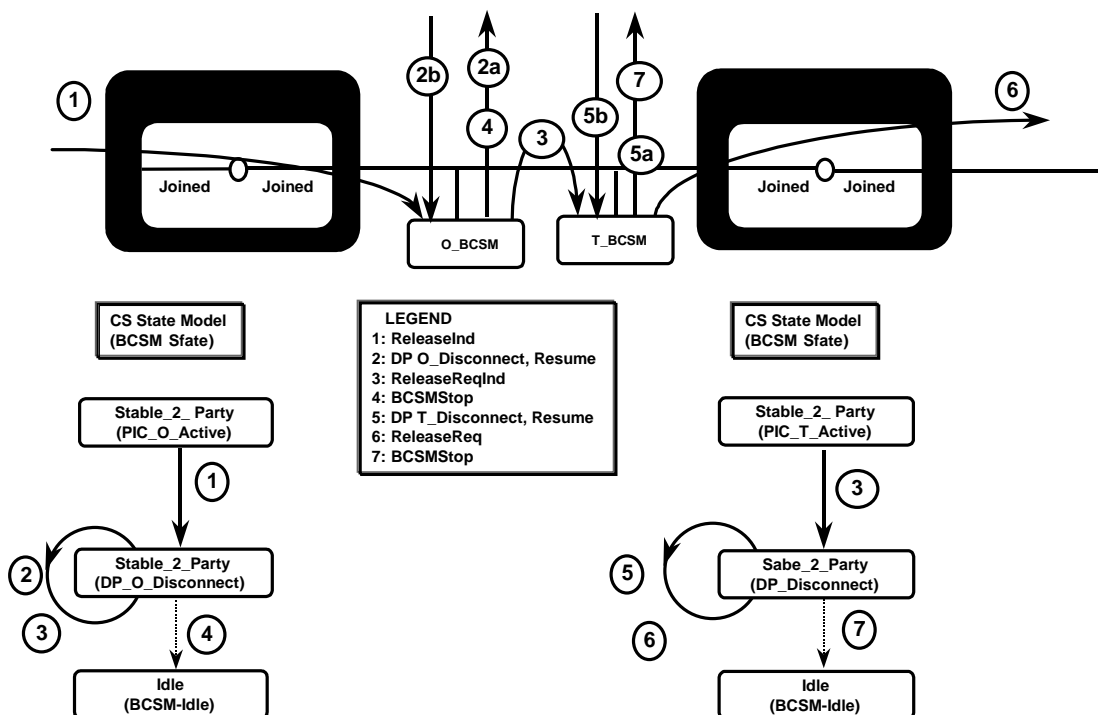 2b
2a
7
1
6
4
5b
3
5a
Joined
Joined
Joined
Joined
O_BCSM
T_BCSM
CS State Model
(BCSM Sfate)
LEGEND
1: ReleaseInd
2: DP O_Disconnect, Resume
3: ReleaseReqInd
4: BCSMStop
5: DP T_Disconnect, Resume
6: ReleaseReq
7: BCSMStop
CS State Model
(BCSM Sfate)
Stable_2_ Party
(PIC_O_Active)
1
Stable_2_Party
(DP_O_Disconnect)
2
3
4
Idle
(BCSM-Idle)
Stable_2_ Party
(PIC_T_Active)
3
Sabe_2_Party
(DP_Disconnect)
5
6
7
Idle
(BCSM-Idle)